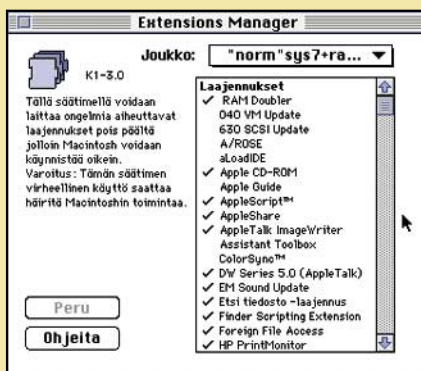 Extensions Manager
Joukko: "norm"sys7+ra...
K1-3.0
Tällä säätimellä voidaan
laittaa ongelmia aiheuttavat
laajennukset pois päältä
jolloin Macintosh voidaan
käynnistää oikein.
Varoitus: Tämän säätimen
virheellinen käyttö saattaa
häiritä Macintoshin toimintaa.
Peru
Ohjeita
Laajennukset
✓ RAM Doubler
040 VM Update
630 SCSI Update
A/ROSE
aLoadIDE
✓ Apple CD-ROM
Apple Guide
✓ AppleScript™
✓ AppleShare
✓ AppleTalk ImageWriter
Assistant Toolbox
ColorSync™
✓ DW Series 5.0 (AppleTalk)
✓ EM Sound Update
✓ Etsi tiedosto -laajennus
✓ Finder Scripting Extension
✓ Foreign File Access
✓ HP PrintMonitor